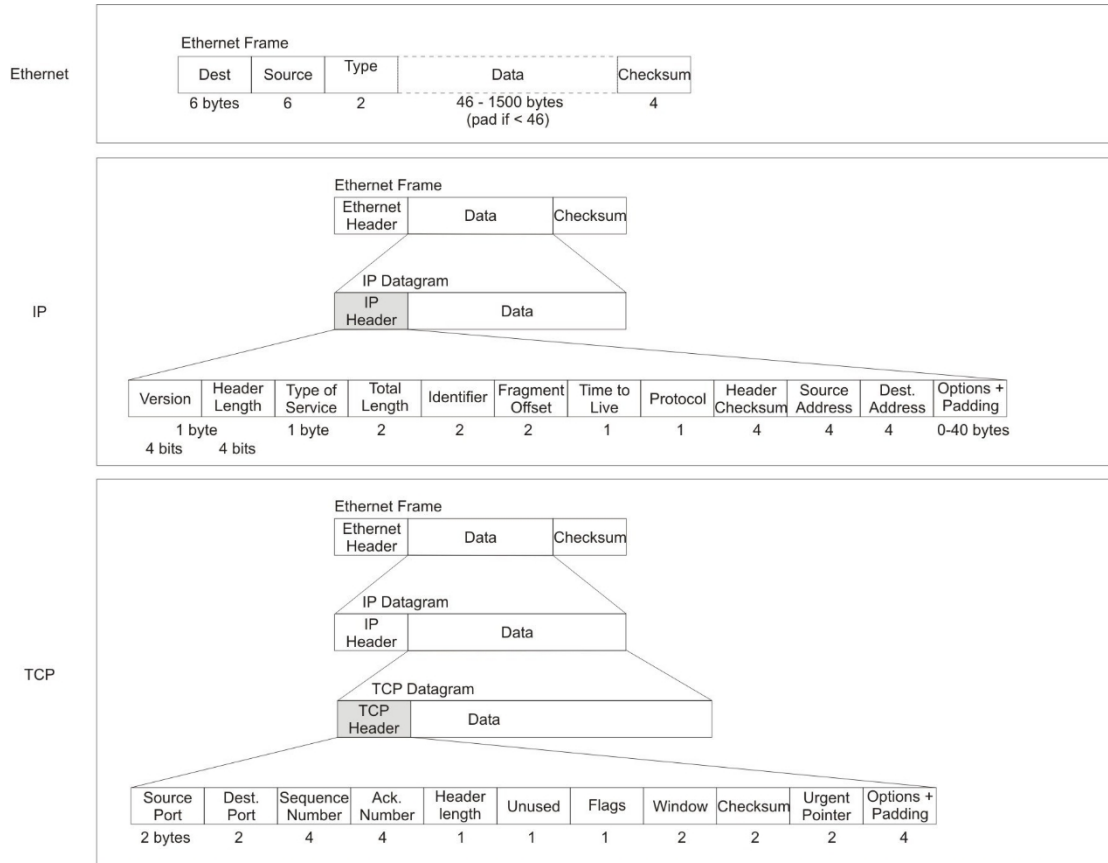 Ethernet
Ethernet Frame
Dest Source Type Data Checksum
6 bytes 6 2 46 - 1500 bytes 4
(pad if < 46)
IP
Ethernet Frame
Ethernet Header Data Checksum
IP Datagram
IP Header Data
Version Header Length Type of Service Total Length Identifier Fragment Offset Time to Live Protocol Header Checksum Source Address Dest. Address Options + Padding
1 byte 1 byte 2 2 2 1 1 4 4 4 0-40 bytes
4 bits 4 bits
TCP
Ethernet Frame
Ethernet Header Data Checksum
IP Datagram
IP Header Data
TCP Datagram
TCP Header Data
Source Port Dest. Port Sequence Number Ack. Number Header length Unused Flags Window Checksum Urgent Pointer Options + Padding
2 bytes 2 4 4 1 1 1 2 2 2 4